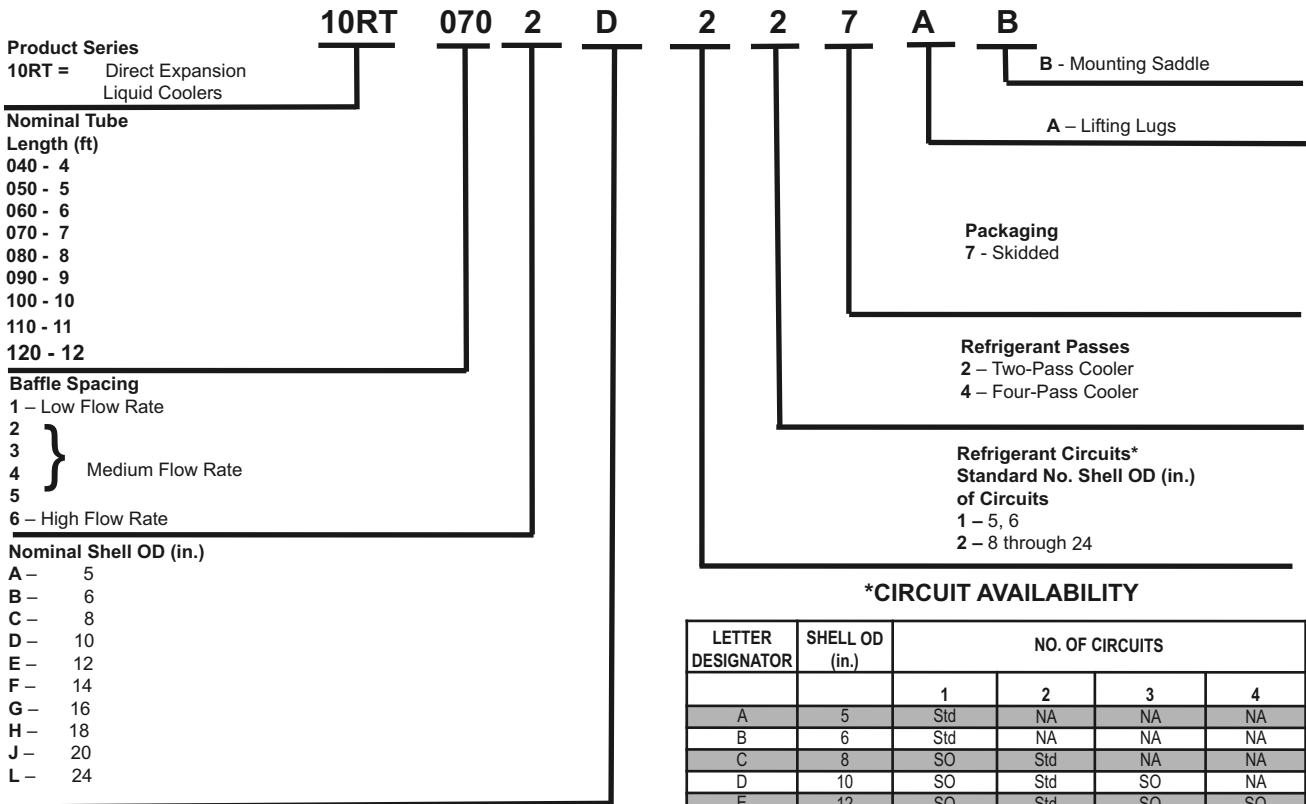 10RT 070 2 D 2 2 7 A B
Product Series
10RT = Direct Expansion
Liquid Coolers
Nominal Tube
Length (ft)
040 - 4
050 - 5
060 - 6
070 - 7
080 - 8
090 - 9
100 - 10
110 - 11
120 - 12
Baffle Spacing
1 – Low Flow Rate
2
3
4
5
} Medium Flow Rate
6 – High Flow Rate
Nominal Shell OD (in.)
A – 5
B – 6
C – 8
D – 10
E – 12
F – 14
G – 16
H – 18
J – 20
L – 24
B - Mounting Saddle
A – Lifting Lugs
Packaging
7 - Skidded
Refrigerant Passes
2 – Two-Pass Cooler
4 – Four-Pass Cooler
Refrigerant Circuits*
Standard No. Shell OD (in.)
of Circuits
1 – 5, 6
2 – 8 through 24
*CIRCUIT AVAILABILITY
LETTER DESIGNATOR SHELL OD (in.) NO. OF CIRCUITS
1 2 3 4
A 5 Std NA NA NA
B 6 Std NA NA NA
C 8 SO Std NA NA
D 10 SO Std SO NA
E 12 SO Std SO SO